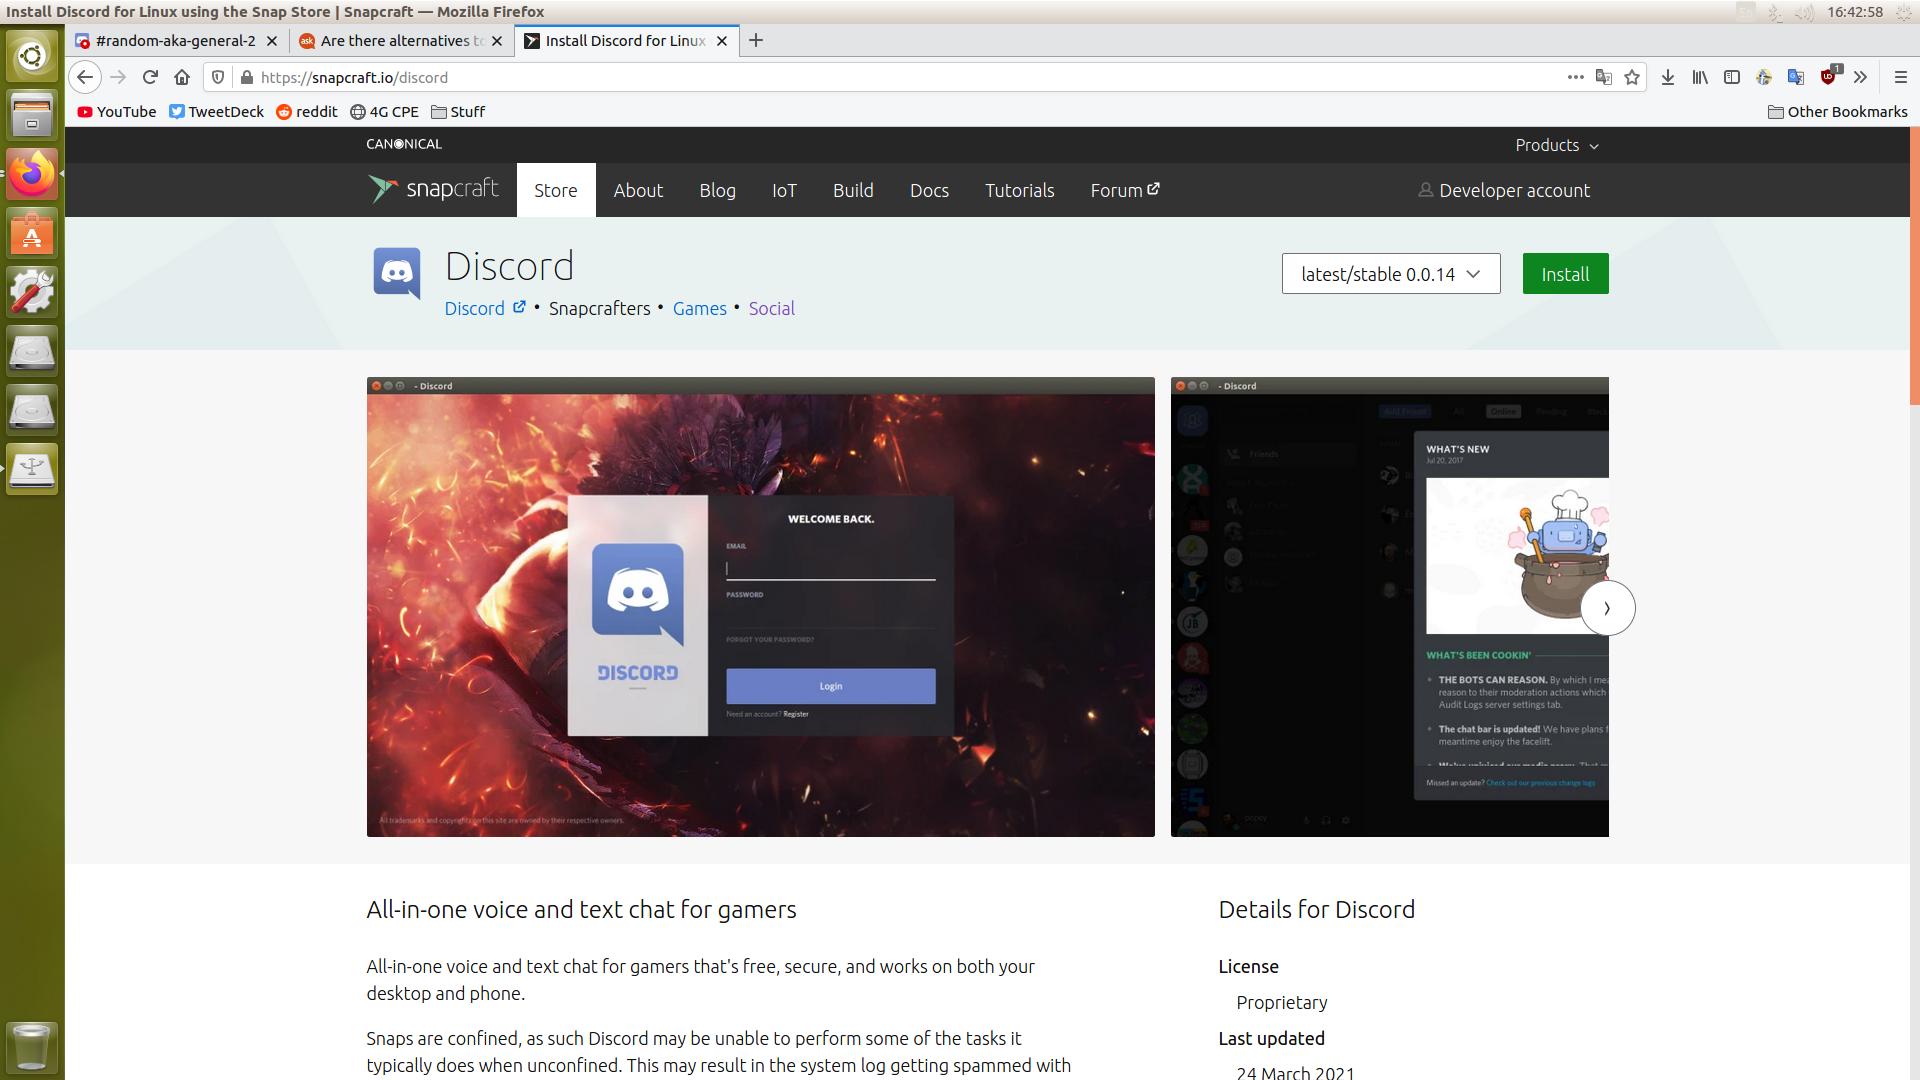 Install Discord for Linux using the Snap Store | Snapcraft — Mozilla Firefox
16:42:58
#random-aka-general-2
Are there alternatives to
Install Discord for Linux
https://snapcraft.io/discord
1
YouTube
TweetDeck
reddit
4G CPE
Stuff
Other Bookmarks
CANONICAL
Products
snapcraft
Store
About
Blog
IoT
Build
Docs
Tutorials
Forum
Developer account
Discord
latest/stable 0.0.14
Install
Discord • Snapcrafters • Games • Social
- Discord
WELCOME BACK.
EMAIL
PASSWORD
FORGOT YOUR PASSWORD?
DISCORD
Login
Need an account? Register
All trademarks and copyrights on this site are owned by their respective owners.
- Discord
Add Friend
All
Online
Pending
Friends
WHAT'S NEW
Jul 20, 2017
WHAT'S BEEN COOKIN'
THE BOTS CAN REASON. By which I mea
reason to their moderation actions which
Audit Logs server settings tab.
The chat bar is updated! We have plans f
meantime enjoy the facelift.
Missed an update? Check out our previous change logs
JB
popey
All-in-one voice and text chat for gamers
All-in-one voice and text chat for gamers that's free, secure, and works on both your
desktop and phone.
Snaps are confined, as such Discord may be unable to perform some of the tasks it
typically does when unconfined. This may result in the system log getting spammed with
Details for Discord
License
Proprietary
Last updated
24 March 2021